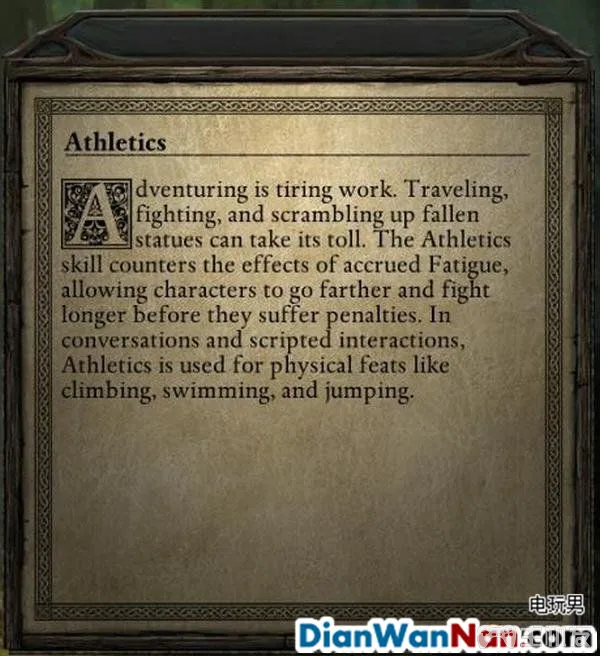 Athletics
Adventuring is tiring work. Traveling,
fighting, and scrambling up fallen
statues can take its toll. The Athletics
skill counters the effects of accrued Fatigue,
allowing characters to go farther and fight
longer before they suffer penalties. In
conversations and scripted interactions,
Athletics is used for physical feats like
climbing, swimming, and jumping.
电玩男
DianWanNan.com